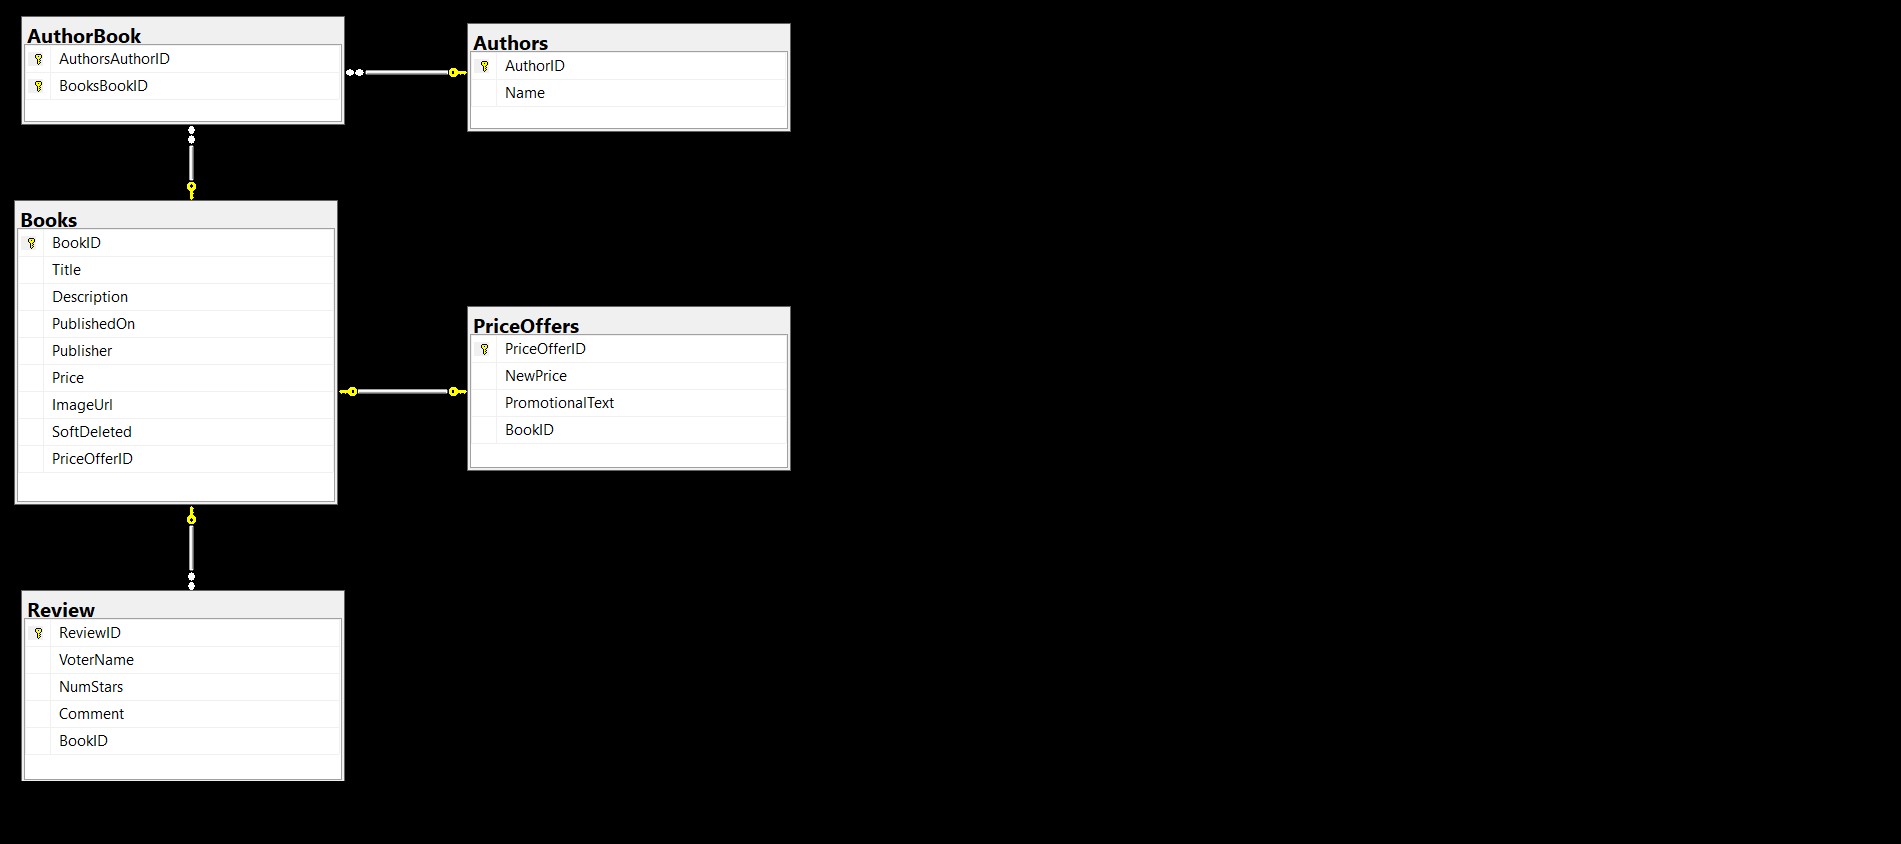 AuthorBook
AuthorsAuthorID
BooksBookID
Authors
AuthorID
Name
Books
BookID
Title
Description
PublishedOn
Publisher
Price
ImageUrl
SoftDeleted
PriceOfferID
PriceOffers
PriceOfferID
NewPrice
PromotionalText
BookID
Review
ReviewID
VoterName
NumStars
Comment
BookID